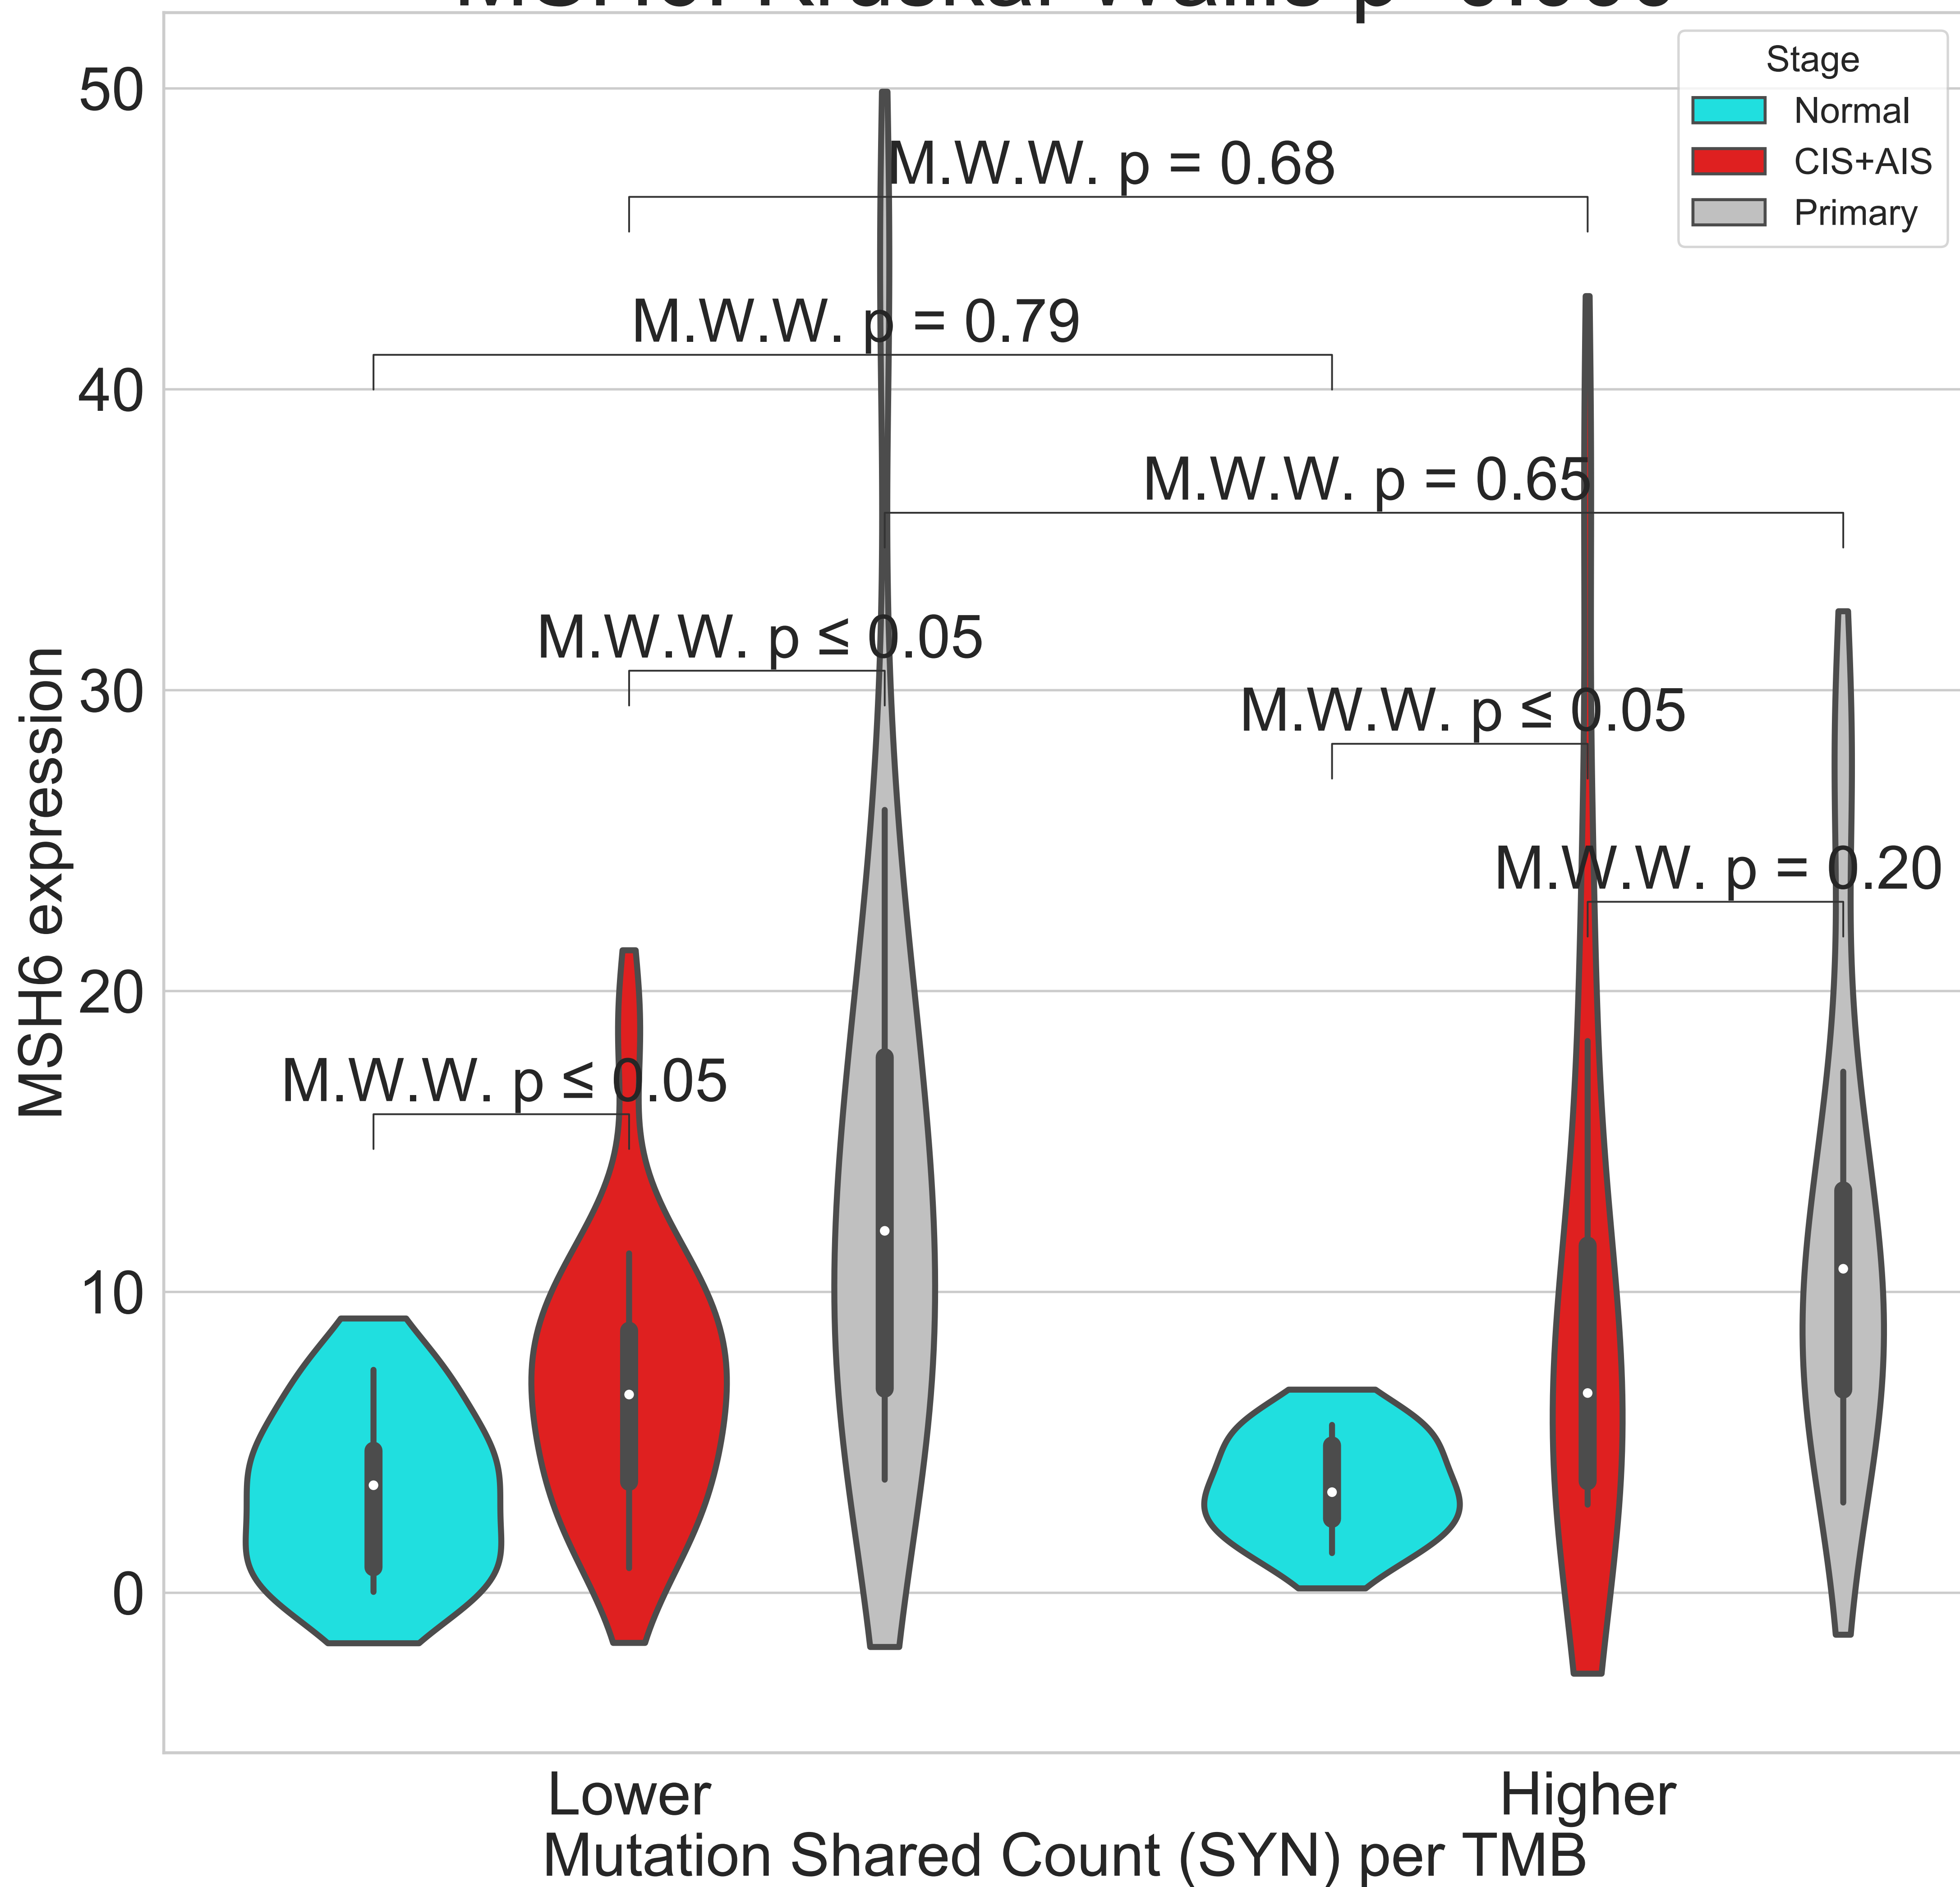 Stage
50
Normal
M.W.W. p = 0.68
CIS+AIS
Primary
M.W.W. p = 0.79
40
M.W.W. p = 0.65
M.W.W. p ≤ 0.05
30
M.W.W. p ≤ 0.05
MSH6 expression
M.W.W. p = 0.20
20
M.W.W. p ≤ 0.05
10
0
Lower
Higher
Mutation Shared Count (SYN) per TMB